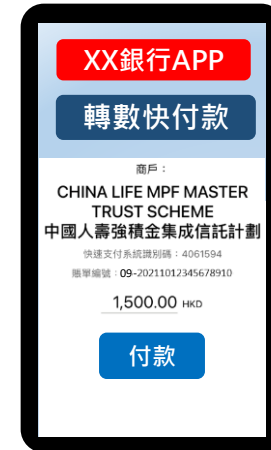 XX銀行APP
轉數快付款
商戶：
CHINA LIFE MPF MASTER
TRUST SCHEME
中國人壽強積金集成信託計劃
快速支付系統識別碼：4061594
賬單編號：09-20211012345678910
1,500.00 HKD
付款